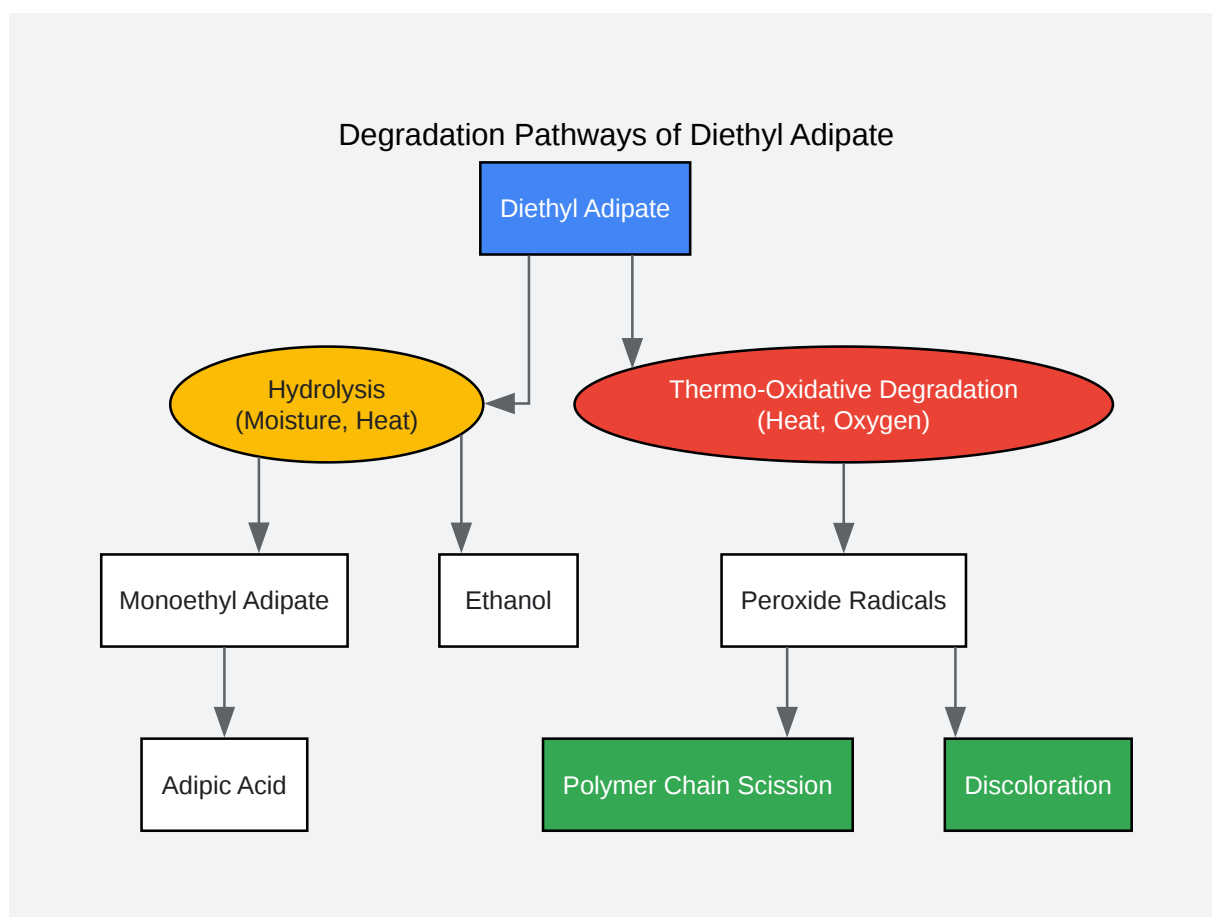 Degradation Pathways of Diethyl Adipate
Diethyl Adipate
Hydrolysis
(Moisture, Heat)
Thermo-Oxidative Degradation
(Heat, Oxygen)
Monoethyl Adipate
Ethanol
Peroxide Radicals
Adipic Acid
Polymer Chain Scission
Discoloration